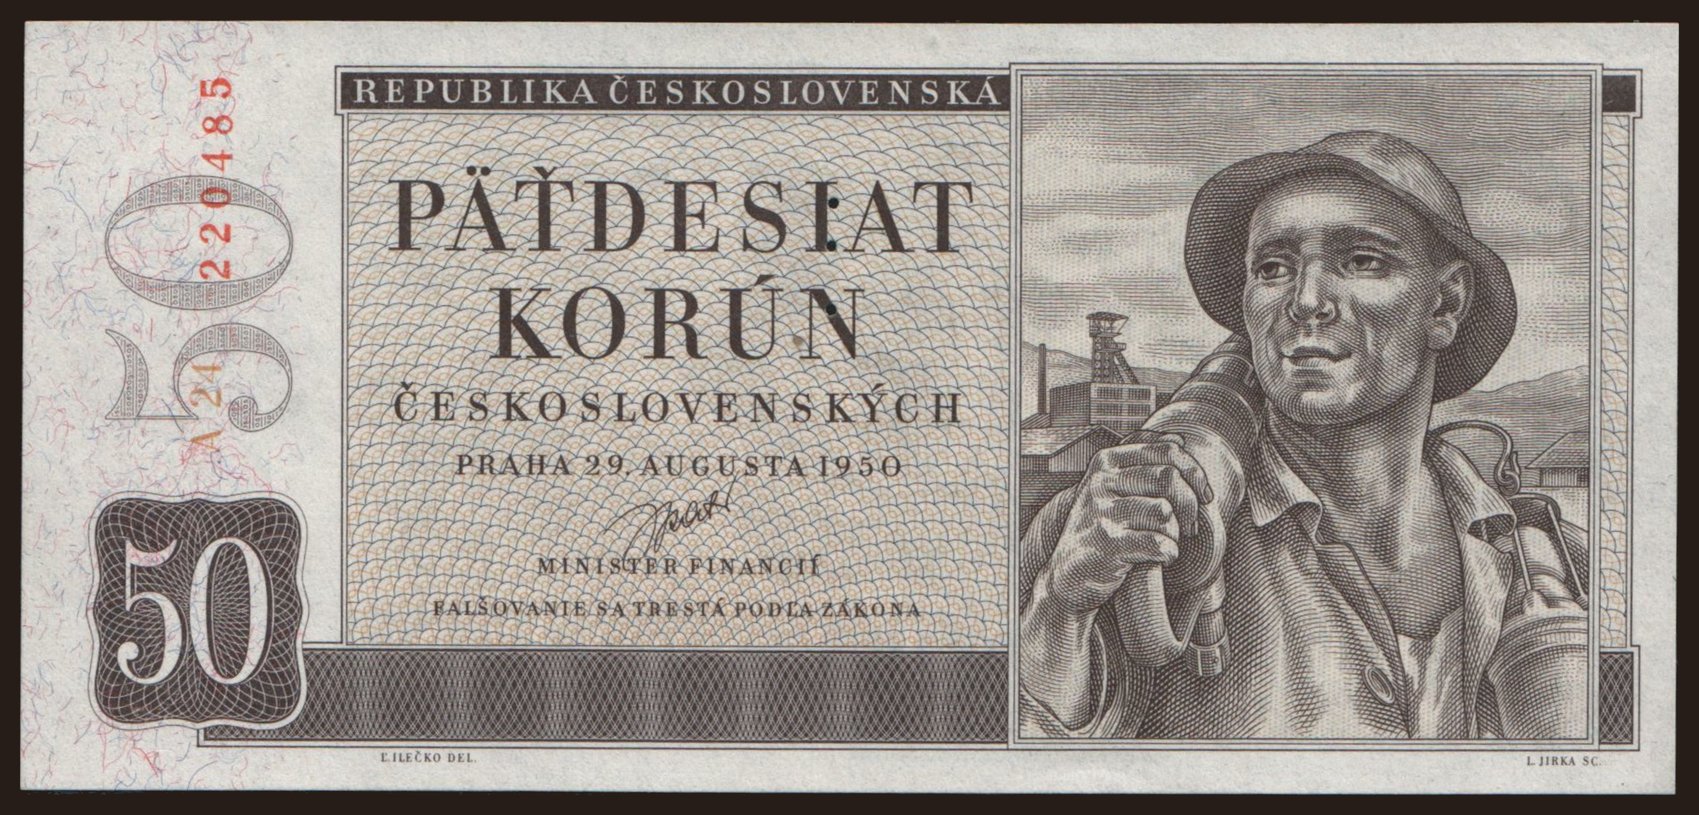 REPUBLIKA ČESKOSLOVENSKÁ
PÄŤDESIAT
KORÚN
ČESKOSLOVENSKÝCH
PRAHA 29. AUGUSTA 1950
MINISTER FINANCIÍ
FALŠOVANIE SA TRESTÁ PODĽA ZÁKONA
50
A 24
220485
50
Ľ. ILEČKO DEL.
L. JIRKA SC.